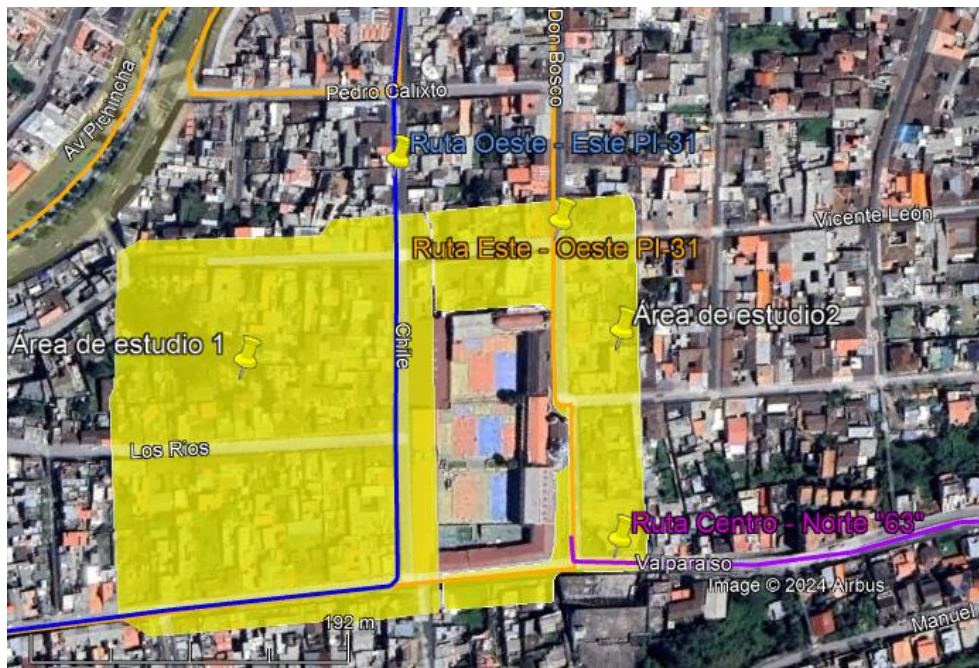 Don Bosco
Pedro Calixto
Av Pichincha
Ruta Oeste - Este PI-31
Vicente León
Ruta Este - Oeste PI-31
Área de estudio2
Área de estudio 1
Chile
Los Rios
Ruta Centro - Norte "63"
Valparaiso
Image © 2024 Airbus
Manuel
192 m